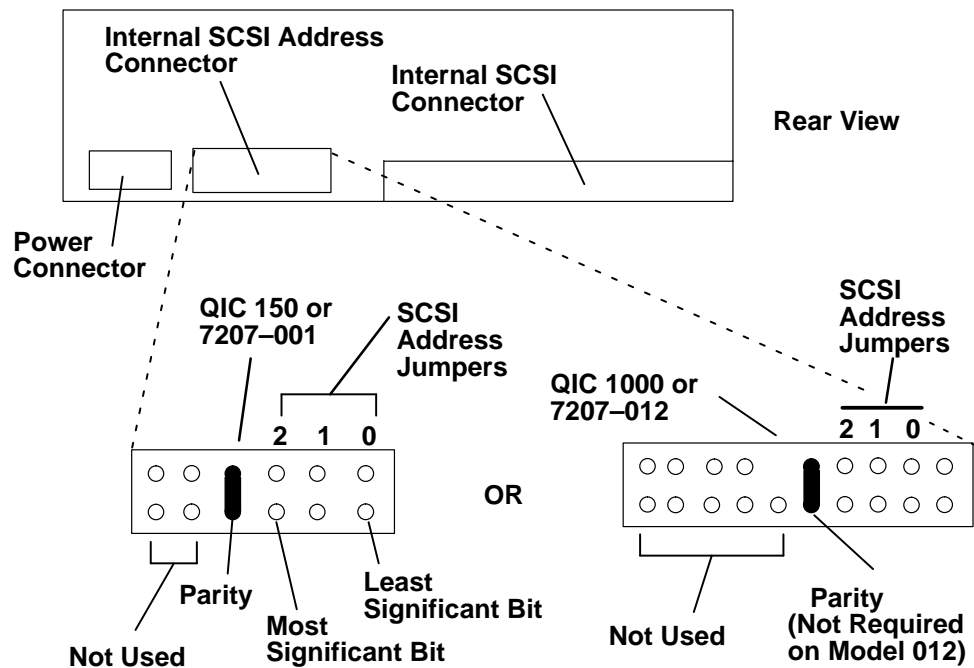 Internal SCSI Address
Connector
Internal SCSI
Connector
Rear View
Power
Connector
QIC 150 or
7207–001
SCSI
Address
Jumpers
2 1 0
OR
Not Used
Parity
Most
Significant Bit
Least
Significant Bit
SCSI
Address
Jumpers
QIC 1000 or
7207–012
2 1 0
Not Used
Parity
(Not Required
on Model 012)